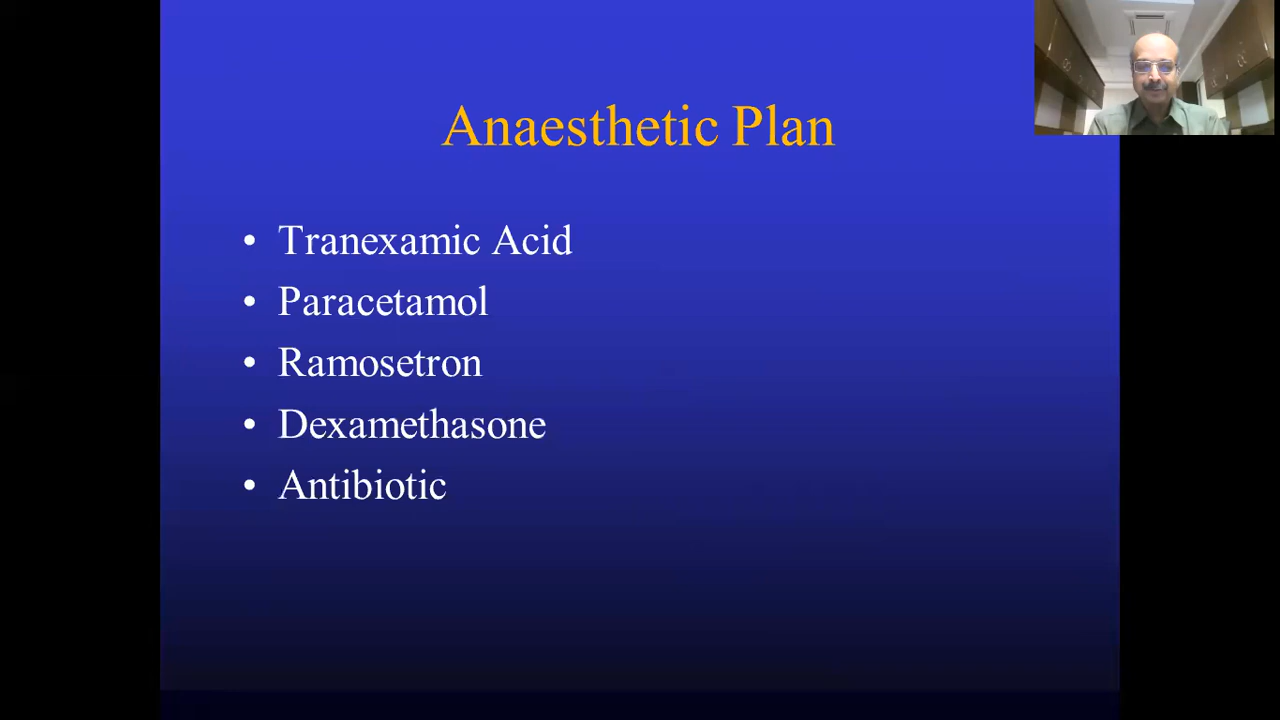 Anaesthetic Plan
• Tranexamic Acid
• Paracetamol
• Ramosetron
• Dexamethasone
• Antibiotic